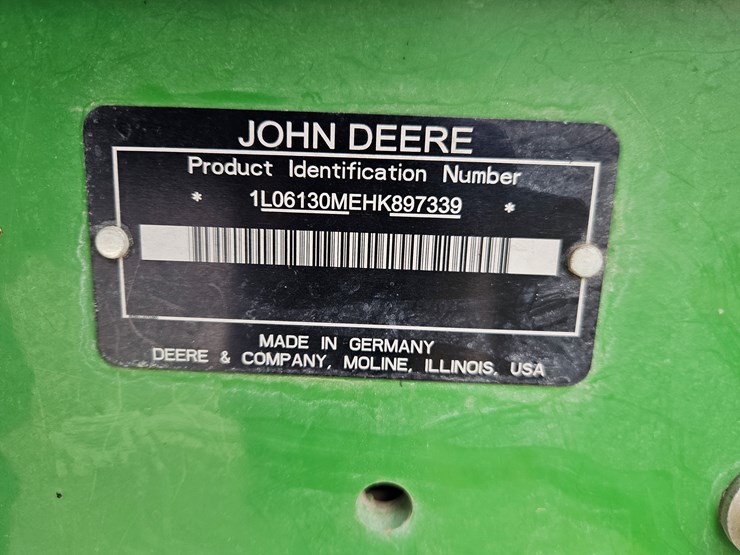 JOHN DEERE
Product Identification Number
* 1L06130MEHK897339 *
MADE IN GERMANY
DEERE & COMPANY, MOLINE, ILLINOIS, USA